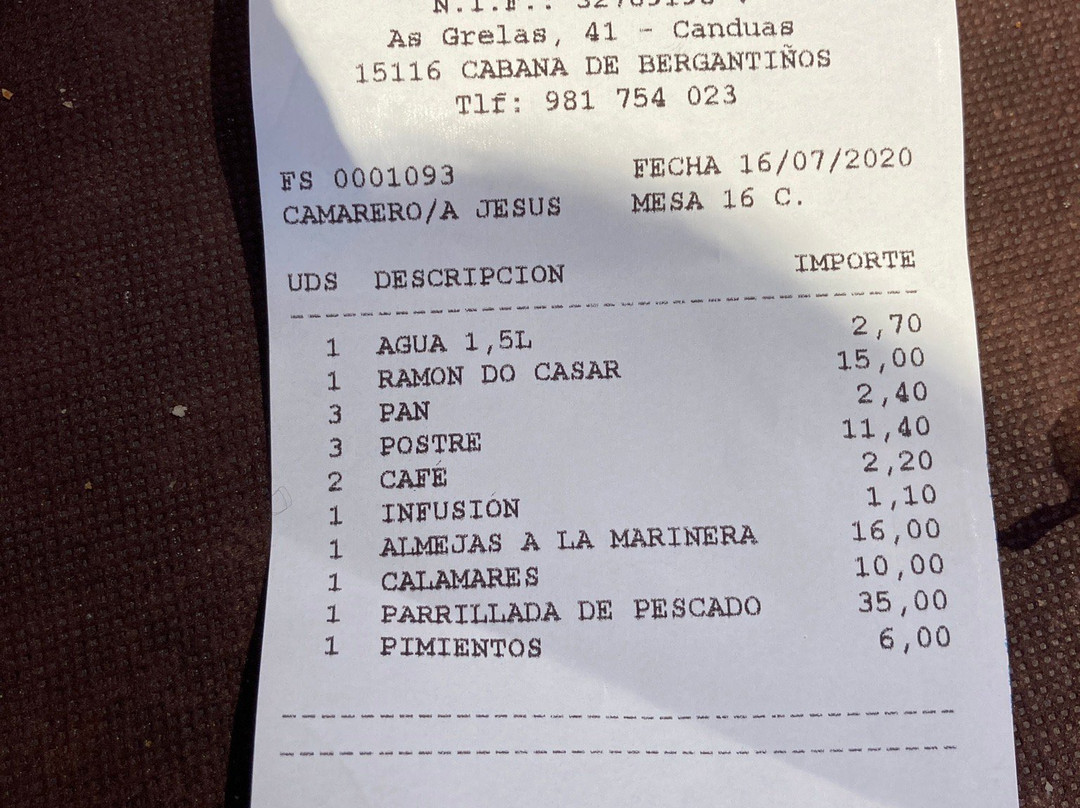 As Grelas, 41 - Canduas
15116 CABANA DE BERGANTIÑOS
Tlf: 981 754 023
FS 0001093 FECHA 16/07/2020
CAMARERO/A JESUS MESA 16 C.
UDS DESCRIPCION IMPORTE
1 AGUA 1,5L 2,70
1 RAMON DO CASAR 15,00
3 PAN 2,40
3 POSTRE 11,40
2 CAFÉ 2,20
1 INFUSIÓN 1,10
1 ALMEJAS A LA MARINERA 16,00
1 CALAMARES 10,00
1 PARRILLADA DE PESCADO 35,00
1 PIMIENTOS 6,00